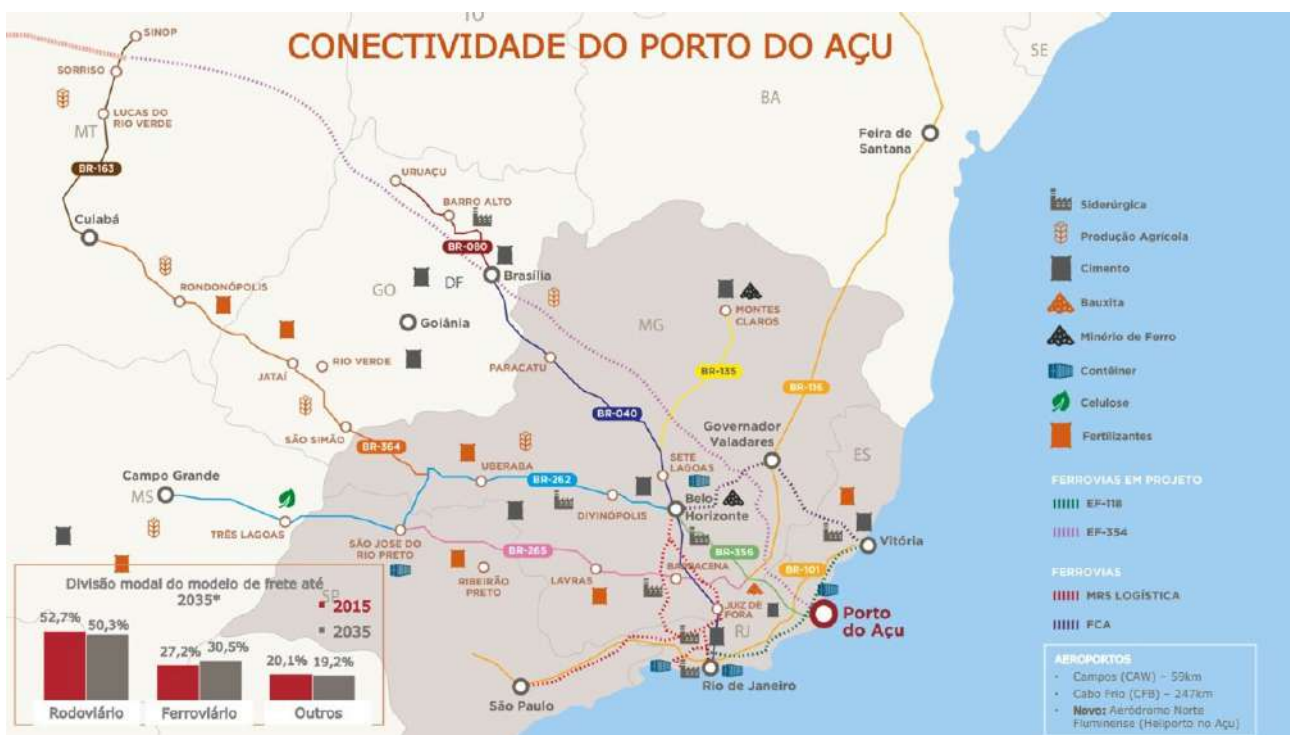 CONECTIVIDADE DO PORTO DO AÇU
TO
SE
BA
SINOP
SORRISO
LUCAS DO
RIO VERDE
MT
BR-163
Cuiabá
Feira de
Santana
URUAÇU
BARRO ALTO
BR-080
DF
Brasília
GO
Goiânia
RONDONÓPOLIS
JATAÍ
RIO VERDE
SÃO SIMÃO
BR-364
PARACATU
BR-040
MG
MONTES
CLAROS
BR-135
BR-116
Governador
Valadares
ES
SETE
LAGOAS
Belo
Horizonte
Campo Grande
MS
TRÊS LAGOAS
UBERABA
BR-262
DIVINÓPOLIS
SÃO JOSE DO
RIO PRETO
BR-265
RIBEIRÃO
PRETO
LAVRAS
BARBACENA
BR-356
BR-101
Vitória
JUIZ DE
FORA
RJ
Porto
do Açu
Rio de Janeiro
São Paulo
SP
Siderúrgica
Produção Agrícola
Cimento
Bauxita
Minério de Ferro
Contêiner
Celulose
Fertilizantes
FERROVIAS EM PROJETO
EF-118
EF-354
FERROVIAS
MRS LOGÍSTICA
FCA
AEROPORTOS
- Campos (CAW) – 59km
- Cabo Frio (CFB) – 247km
- Novo: Aeródromo Norte
Fluminense (Heliporto no Açu)
Divisão modal do modelo de frete até
2035*
2015
2035
52,7%
50,3%
27,2%
30,5%
20,1%
19,2%
Rodoviário
Ferroviário
Outros